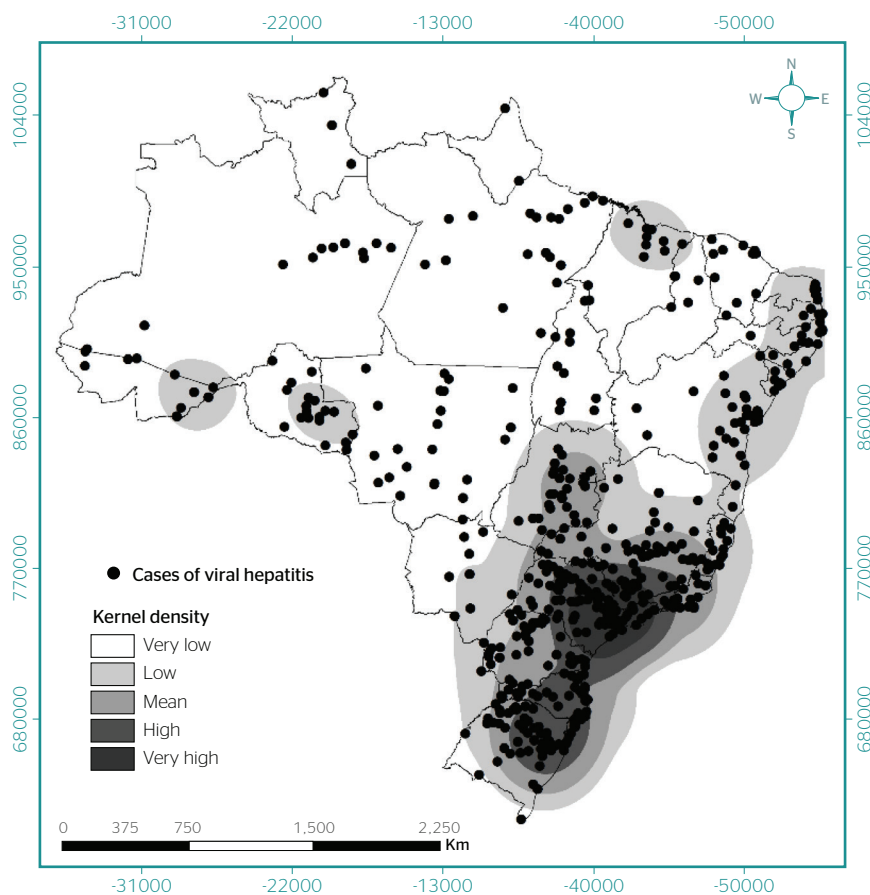 -31000 -22000 -13000 -40000 -50000
N
W E
S
104000 104000
950000 950000
860000 860000
770000 770000
680000 680000
Cases of viral hepatitis
Kernel density
Very low
Low
Mean
High
Very high
0 375 750 1,500 2,250
Km
-31000 -22000 -13000 -40000 -50000